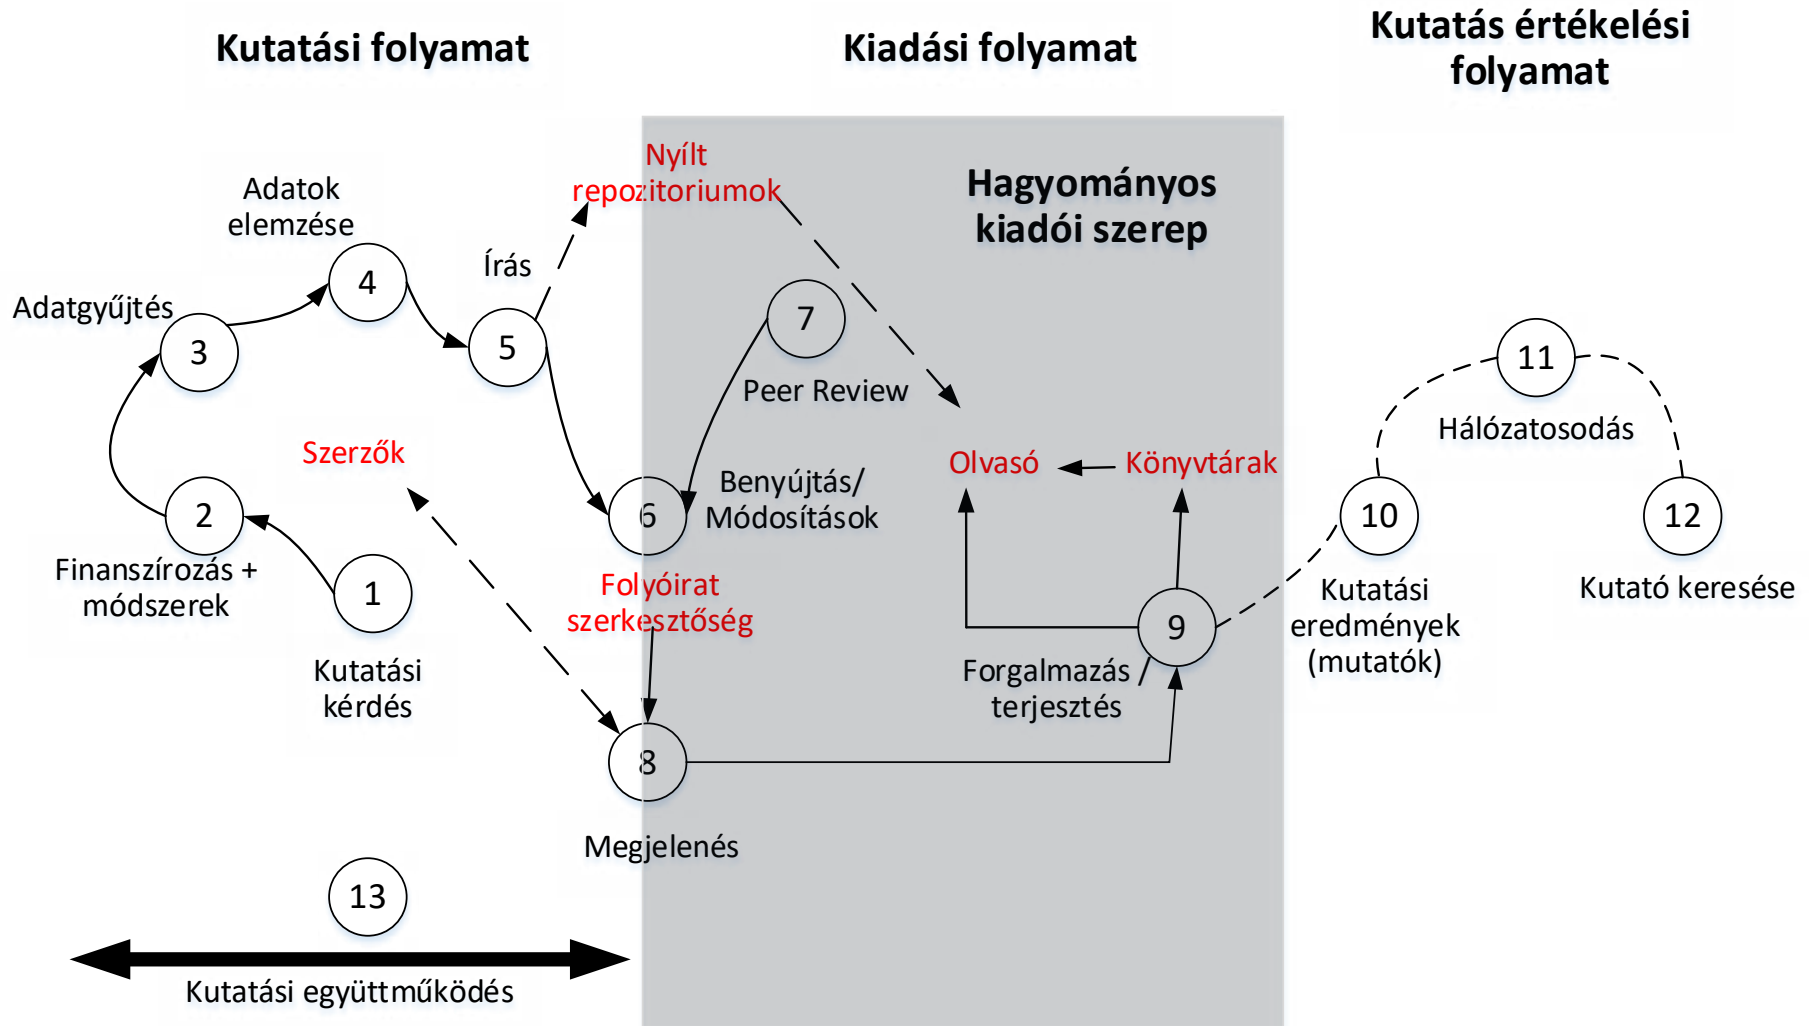 Kutatási folyamat
Kiadási folyamat
Kutatás értékelési
folyamat
Nyílt
repozitoriumok
Hagyományos
kiadói szerep
Adatok
elemzése
4
Írás
5
Adatgyűjtés
3
7
Peer Review
11
Hálózatosodás
Szerzők
2
Finanszírozás +
módszerek
1
Kutatási
kérdés
6
Benyújtás/
Módosítások
Folyóirat
szerkesztőség
Olvasó
Könyvtárak
9
Forgalmazás /
terjesztés
10
Kutatási
eredmények
(mutatók)
12
Kutató keresése
8
Megjelenés
13
Kutatási együttműködés